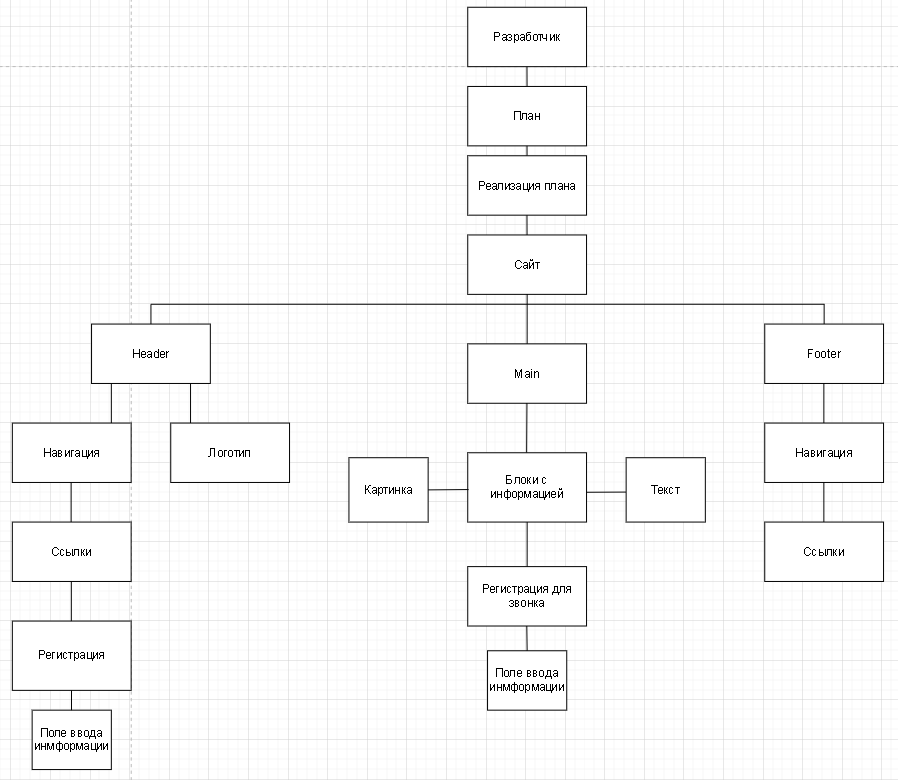 Разработчик
План
Реализация плана
Сайт
Header
Main
Footer
Навигация
Логотип
Картинка
Блоки с
информацией
Текст
Навигация
Ссылки
Регистрация для
звонка
Ссылки
Регистрация
Поле ввода
инмформации
Поле ввода
инмформации